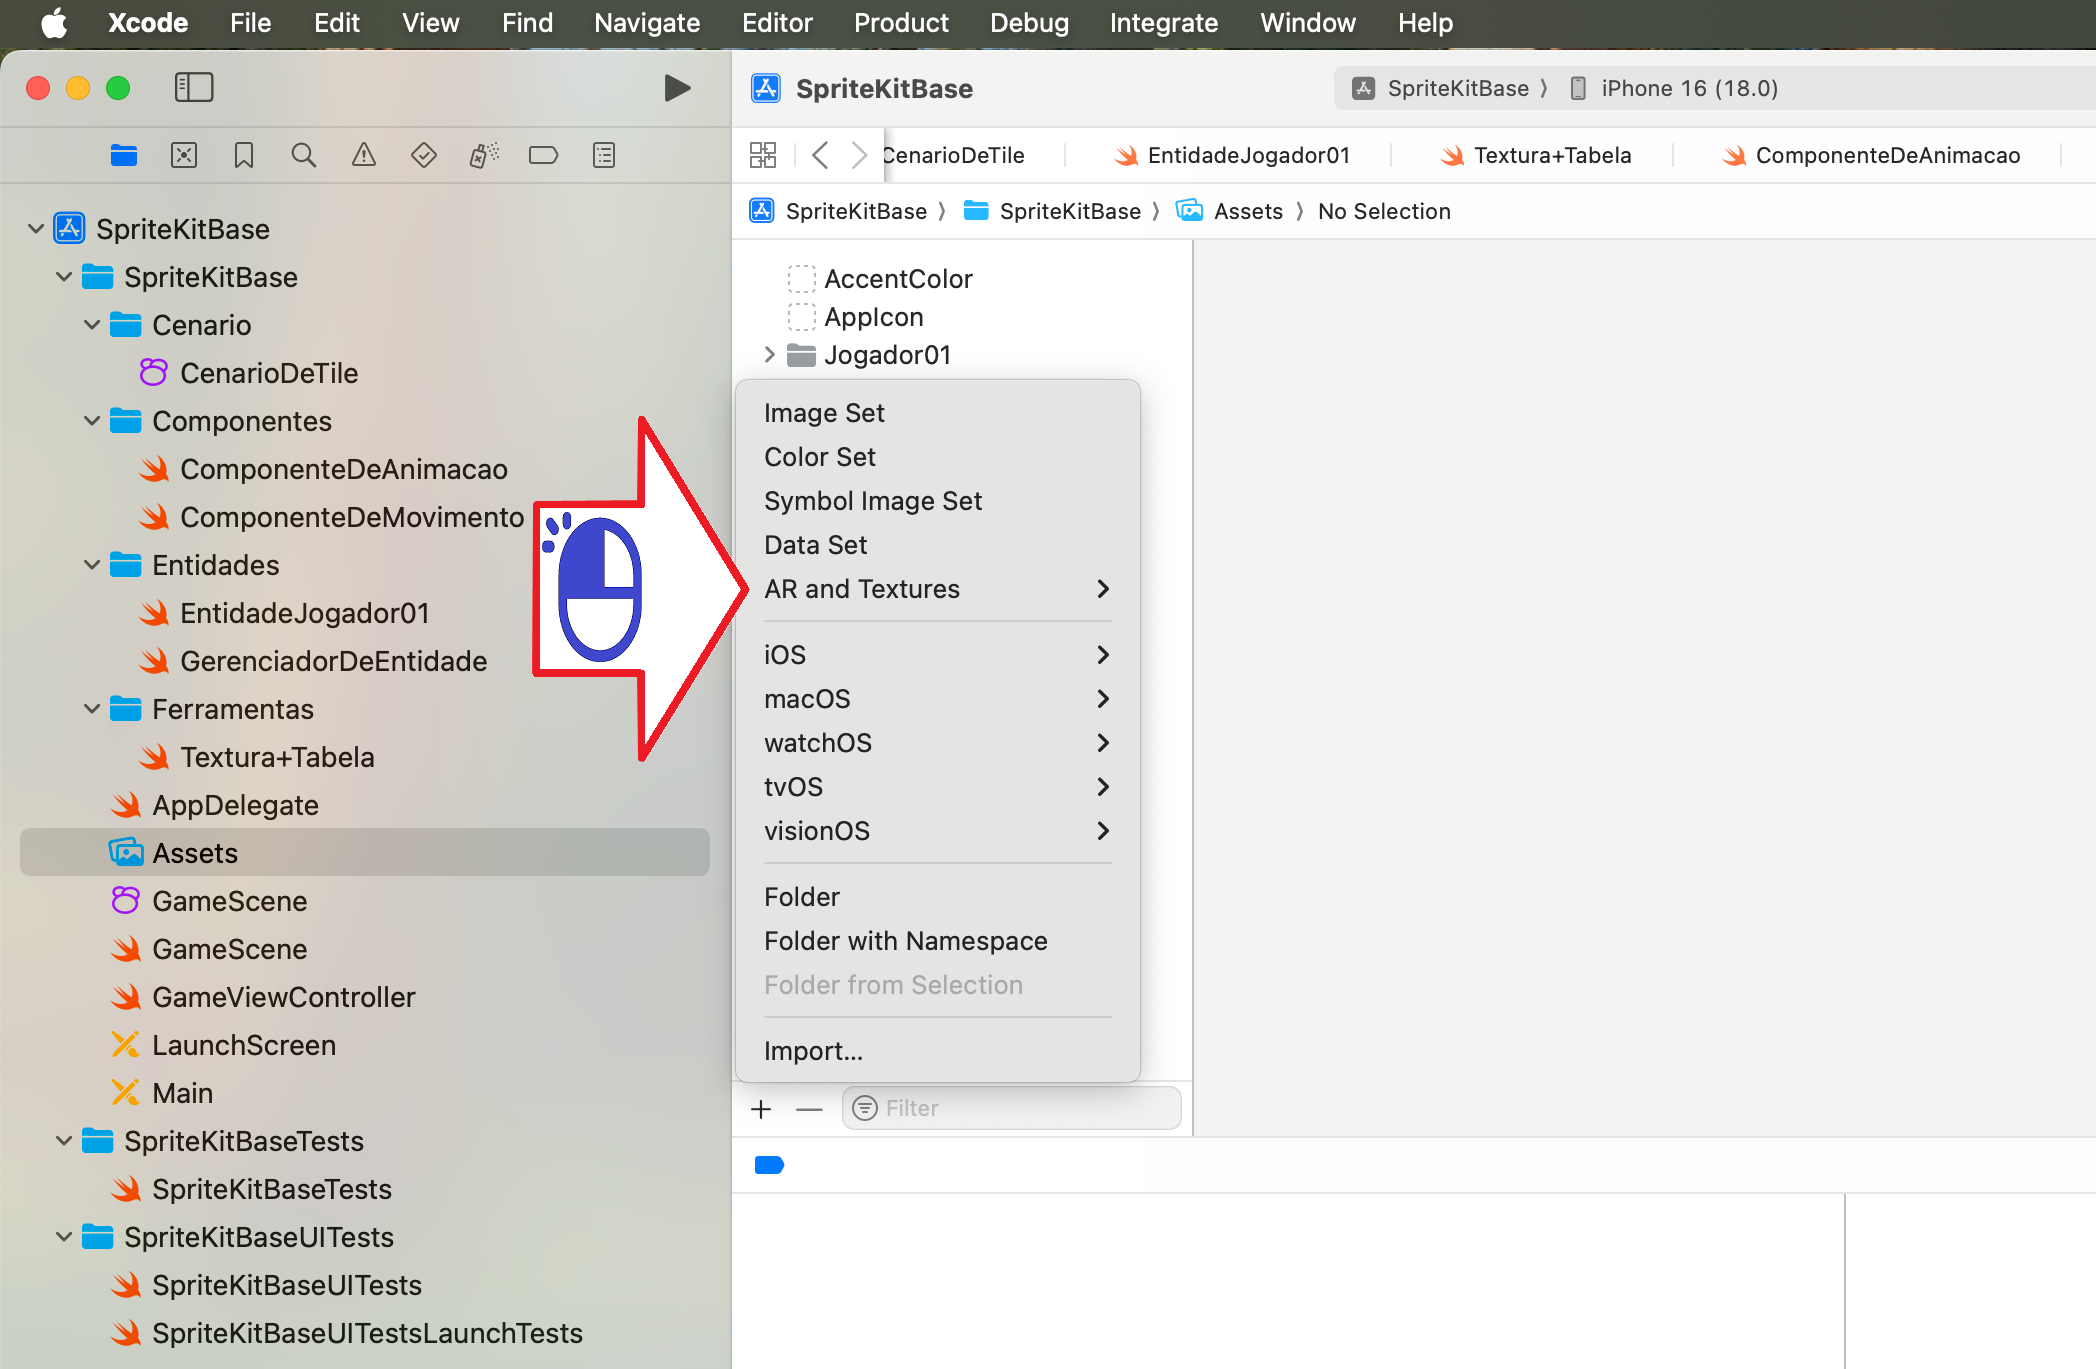 Xcode File Edit View Find Navigate Editor Product Debug Integrate Window Help
SpriteKitBase
SpriteKitBase iPhone 16 (18.0)
CenarioDeTile EntidadeJogador01 Textura+Tabela ComponenteDeAnimacao
SpriteKitBase SpriteKitBase Assets No Selection
SpriteKitBase
SpriteKitBase
Cenario
CenarioDeTile
Componentes
ComponenteDeAnimacao
ComponenteDeMovimento
Entidades
EntidadeJogador01
GerenciadorDeEntidade
Ferramentas
Textura+Tabela
AppDelegate
Assets
GameScene
GameScene
GameViewController
LaunchScreen
Main
SpriteKitBaseTests
SpriteKitBaseTests
SpriteKitBaseUITests
SpriteKitBaseUITests
SpriteKitBaseUITestsLaunchTests
AccentColor
AppIcon
Jogador01
Image Set
Color Set
Symbol Image Set
Data Set
AR and Textures
iOS
macOS
watchOS
tvOS
visionOS
Folder
Folder with Namespace
Folder from Selection
Import...
Filter